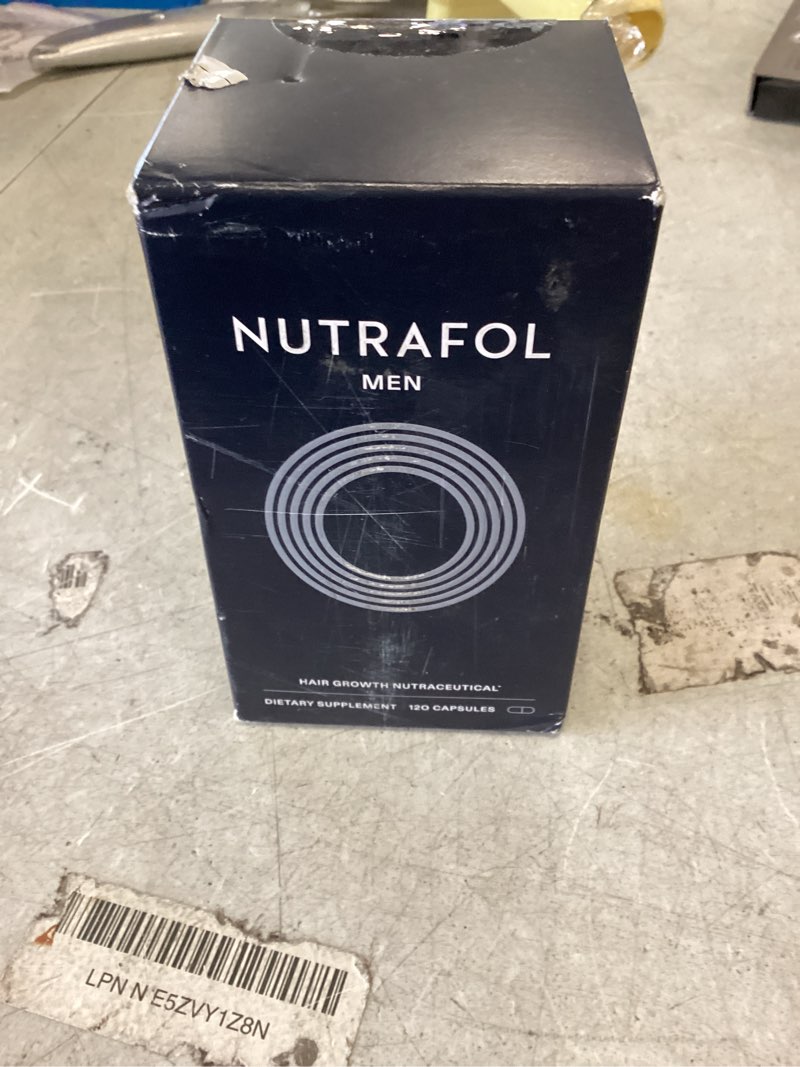 NUTRAFOL
MEN
HAIR GROWTH NUTRACEUTICAL*
DIETARY SUPPLEMENT 120 CAPSULES
LPN N E5ZVY1Z8N